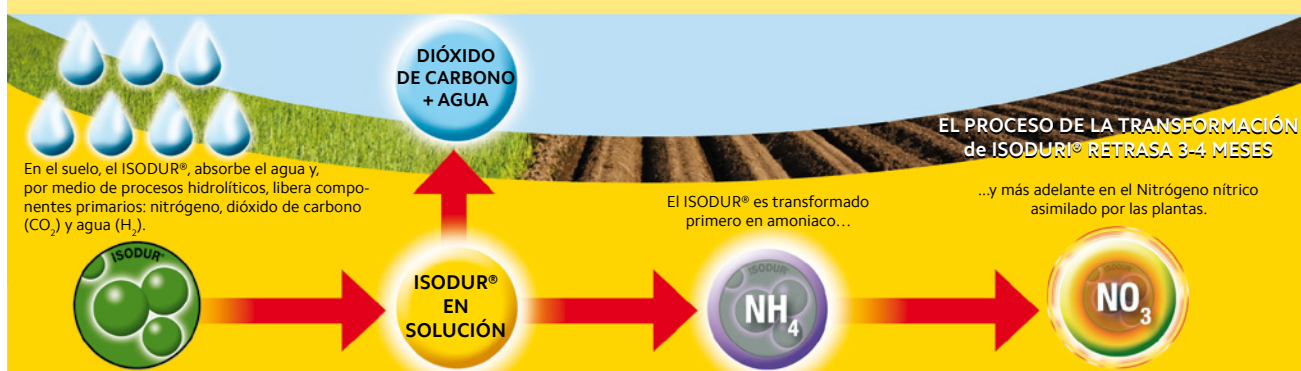 DIÓXIDO
DE CARBONO
+ AGUA
EL PROCESO DE LA TRANSFORMACIÓN
de ISODURI® RETRASA 3-4 MESES
En el suelo, el ISODUR®, absorbe el agua y,
por medio de procesos hidrolíticos, libera compo-
nentes primarios: nitrógeno, dióxido de carbono
(CO₂) y agua (H₂).
El ISODUR® es transformado
primero en amoniaco…
...y más adelante en el Nitrógeno nítrico
asimilado por las plantas.
ISODUR®
ISODUR®
EN
SOLUCIÓN
ISODUR®
NH₄
ISODUR®
NO₃